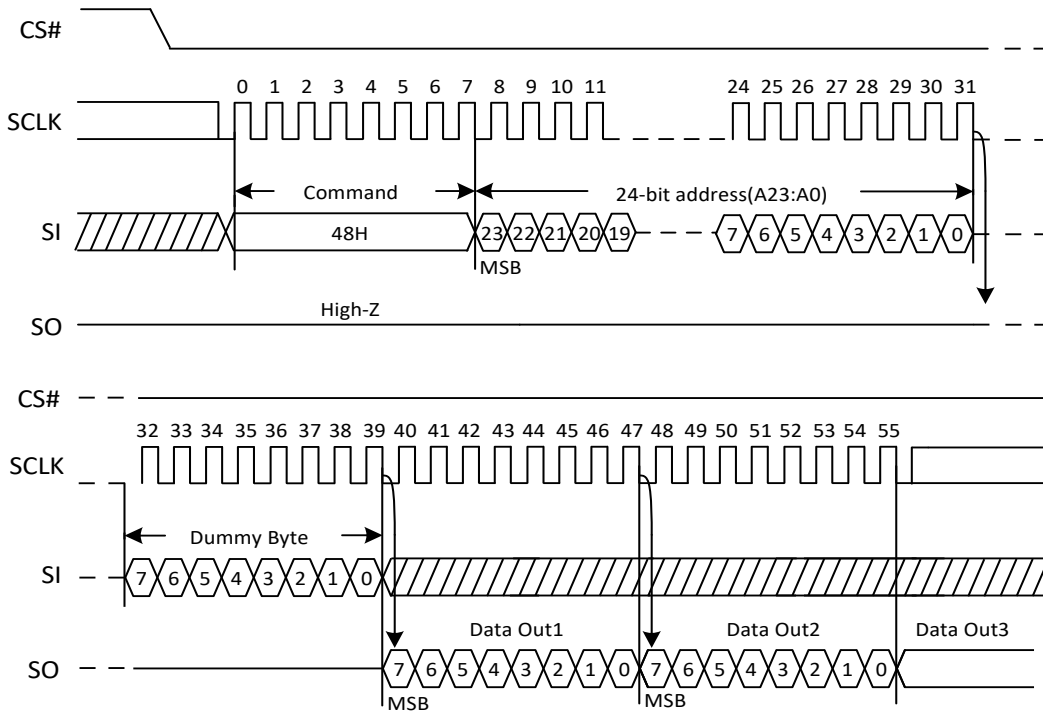 CS#
0 1 2 3 4 5 6 7 8 9 10 11 24 25 26 27 28 29 30 31
SCLK
Command 24-bit address(A23:A0)
SI 48H 23 22 21 20 19 7 6 5 4 3 2 1 0
MSB
High-Z
SO
CS#
32 33 34 35 36 37 38 39 40 41 42 43 44 45 46 47 48 49 50 51 52 53 54 55
SCLK
Dummy Byte
SI 7 6 5 4 3 2 1 0
Data Out1 Data Out2 Data Out3
SO 7 6 5 4 3 2 1 0 7 6 5 4 3 2 1 0
MSB MSB